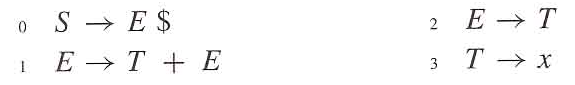 0 S → E $
1 E → T + E
2 E → T
3 T → x